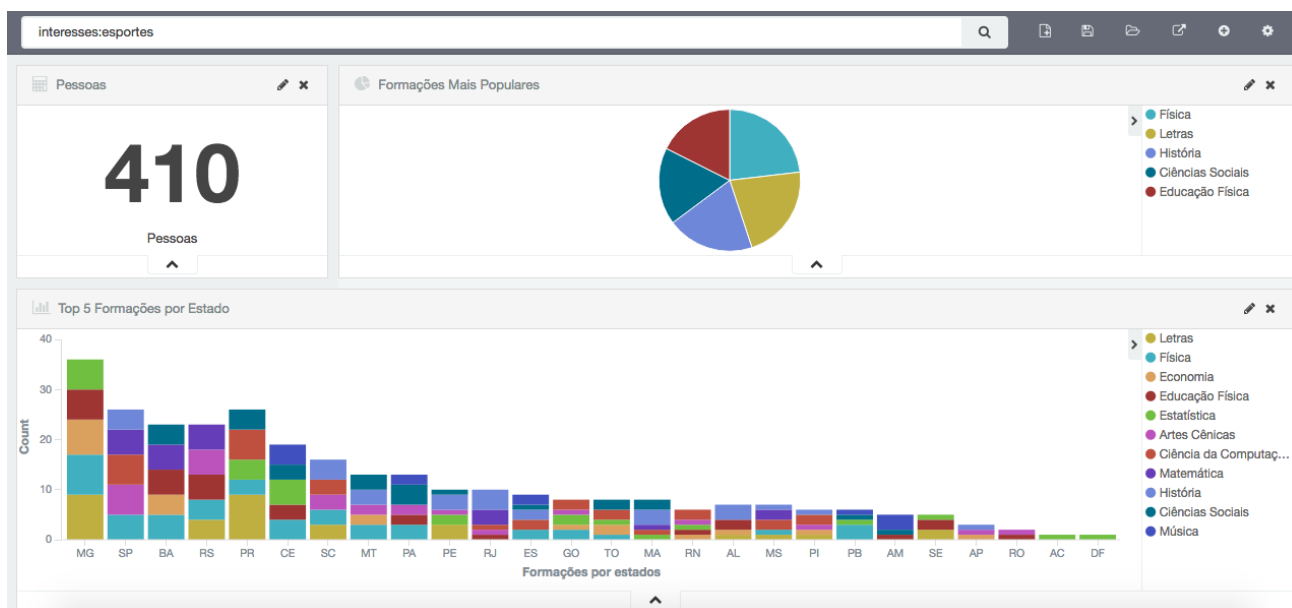 interesses:esportes
Pessoas
410
Pessoas
Formações Mais Populares
Física
Letras
História
Ciências Sociais
Educação Física
Top 5 Formações por Estado
40
30
20
10
0
Count
MG SP BA RS PR CE SC MT PA PE RJ ES GO TO MA RN AL MS PI PB AM SE AP RO AC DF
Formações por estados
Letras
Física
Economia
Educação Física
Estatística
Artes Cênicas
Ciência da Computaç...
Matemática
História
Ciências Sociais
Música